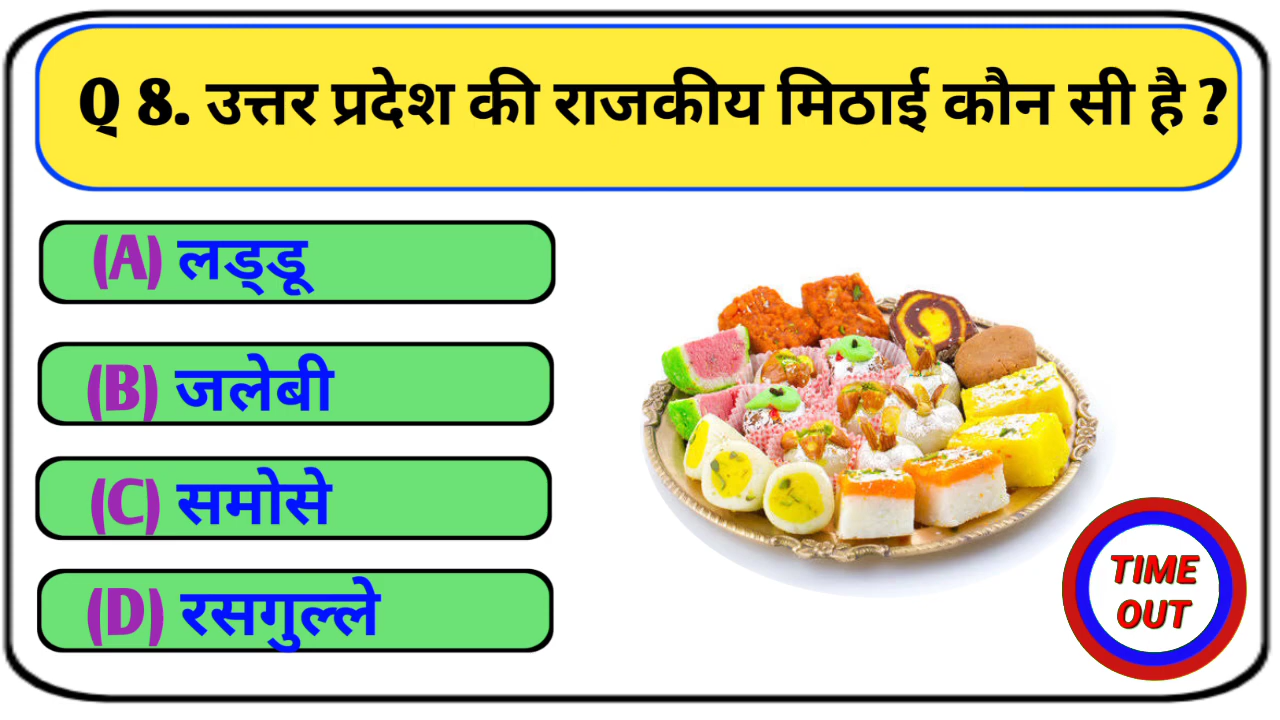 Q 8. उत्तर प्रदेश की राजकीय मिठाई कौन सी है ?
(A) लड्डू
(B) जलेबी
(C) समोसे
(D) रसगुल्ले
TIME
OUT